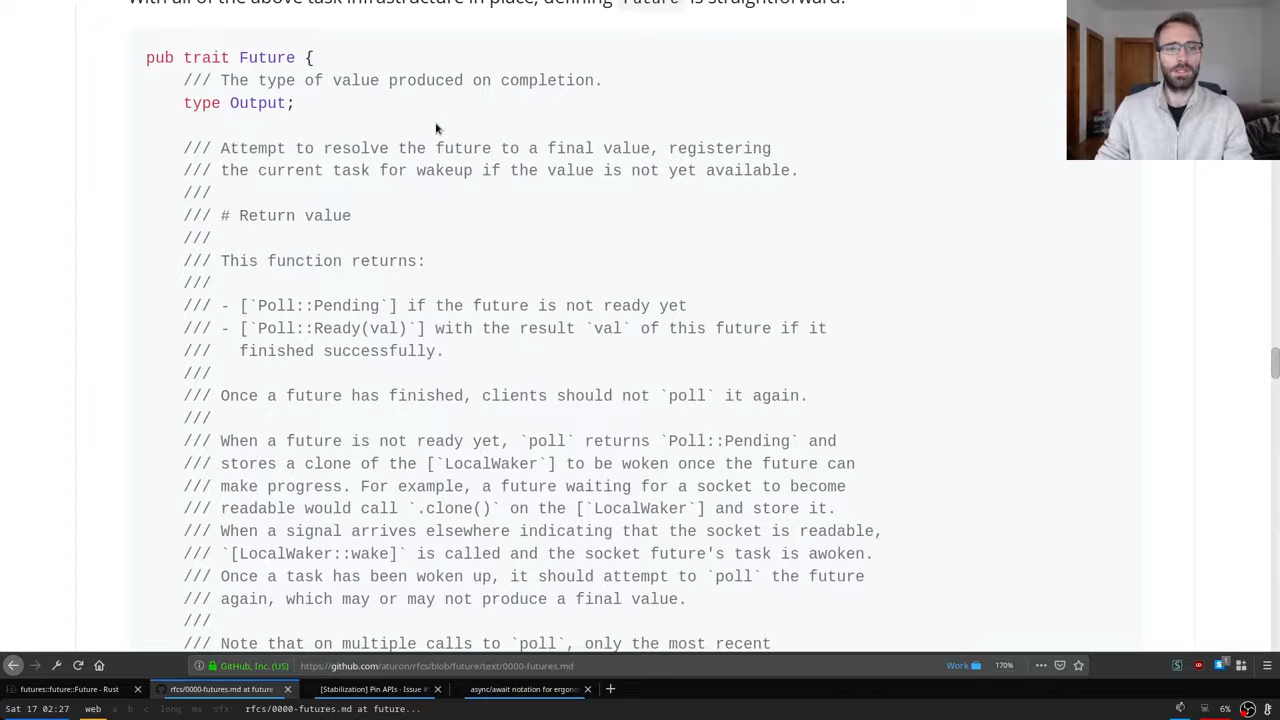 With all of the above task infrastructure in place, defining `Future` is straightforward:
pub trait Future {
/// The type of value produced on completion.
type Output;
/// Attempt to resolve the future to a final value, registering
/// the current task for wakeup if the value is not yet available.
///
/// # Return value
///
/// This function returns:
///
/// - [`Poll::Pending`] if the future is not ready yet
/// - [`Poll::Ready(val)`] with the result `val` of this future if it
///   finished successfully.
///
/// Once a future has finished, clients should not `poll` it again.
///
/// When a future is not ready yet, `poll` returns `Poll::Pending` and
/// stores a clone of the [`LocalWaker`] to be woken once the future can
/// make progress. For example, a future waiting for a socket to become
/// readable would call `.clone()` on the [`LocalWaker`] and store it.
/// When a signal arrives elsewhere indicating that the socket is readable,
/// `[LocalWaker::wake]` is called and the socket future's task is awoken.
/// Once a task has been woken up, it should attempt to `poll` the future
/// again, which may or may not produce a final value.
///
/// Note that on multiple calls to `poll`, only the most recent
GitHub, Inc. (US) https://github.com/aturon/rfcs/blob/future/text/0000-futures.md Work 170%
futures::future::Future - Rust rfcs/0000-futures.md at future [Stabilization] Pin APIs · Issue # async/await notation for ergono
Sat 17 02:27 web a b c long mx sfx rfcs/0000-futures.md at future... 6%